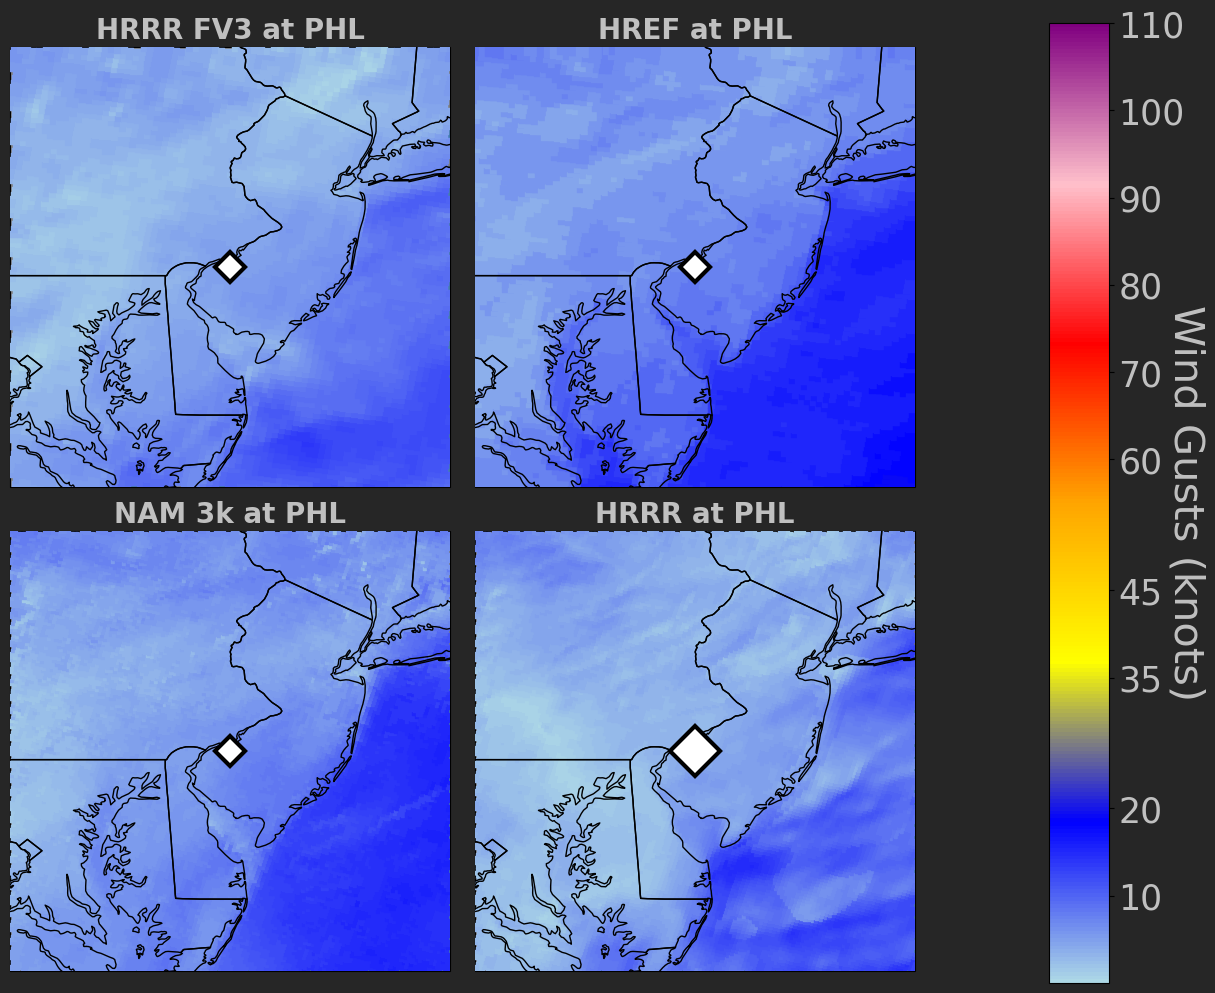 HRRR FV3 at PHL
HREF at PHL
NAM 3k at PHL
HRRR at PHL
110
100
90
80
70
60
45
35
20
10
Wind Gusts (knots)